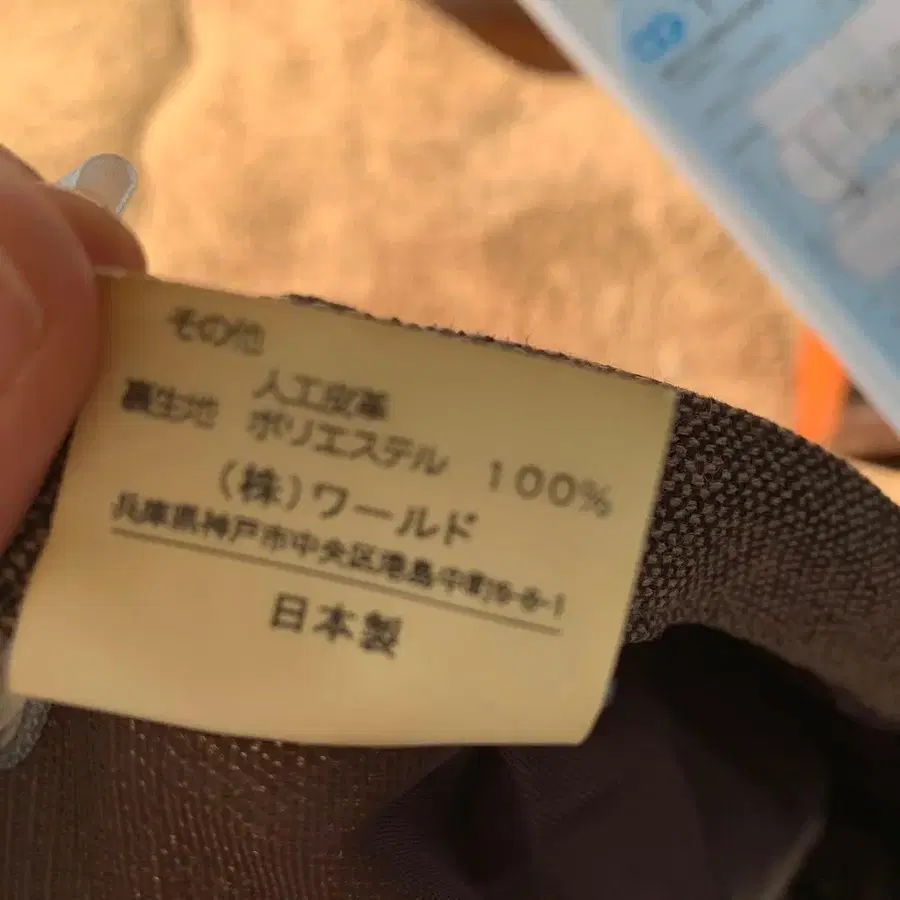 その他
人工皮革
裏生地 ポリエステル 100%
(株)ワールド
兵庫県神戸市中央区港島中町6-8-1
日本製